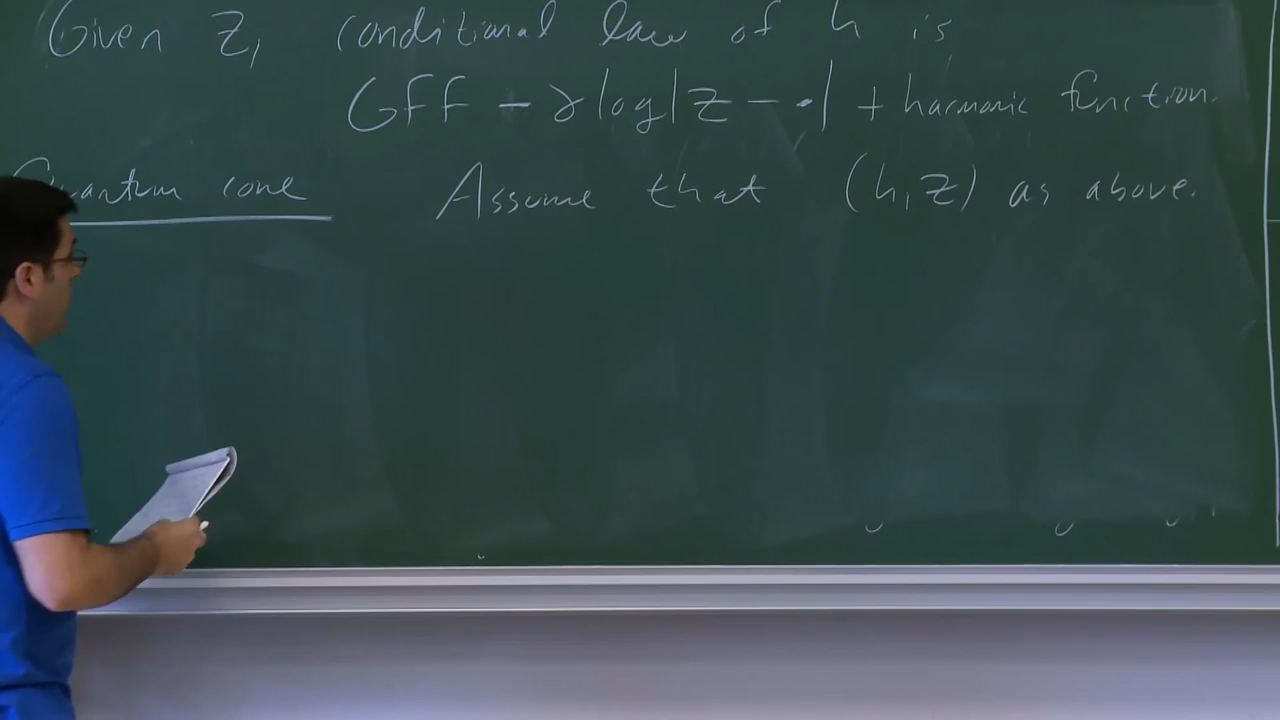 Given z, conditional law of h is
GFF - γ log|z - ·| + harmonic function.
Quantum cone Assume that (h,z) as above.